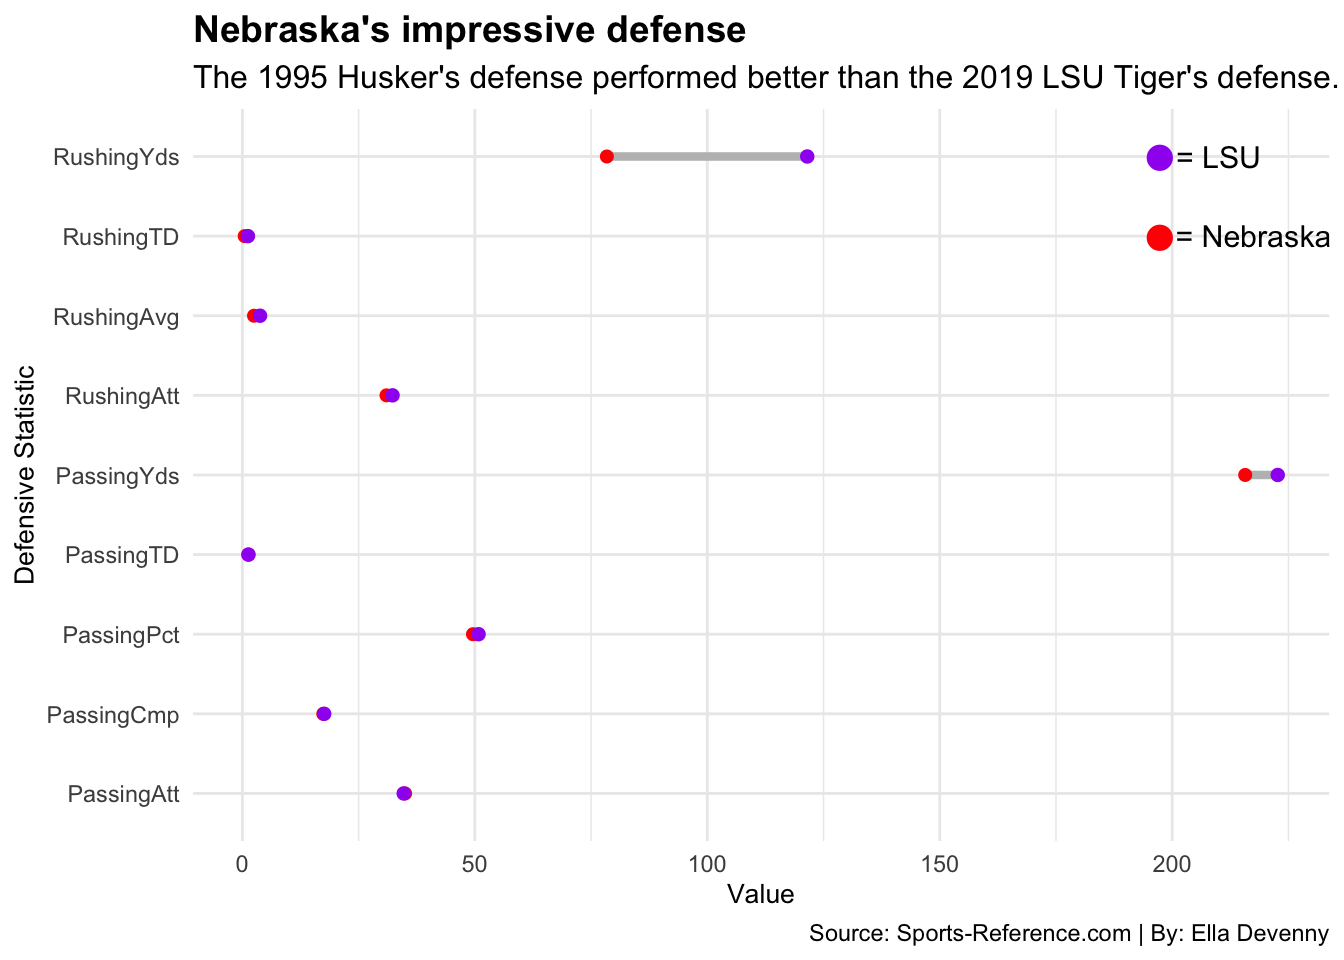 Nebraska's impressive defense
The 1995 Husker's defense performed better than the 2019 LSU Tiger's defense.
RushingYds
= LSU
RushingTD
= Nebraska
RushingAvg
RushingAtt
PassingYds
PassingTD
PassingPct
PassingCmp
PassingAtt
Defensive Statistic
0 50 100 150 200
Value
Source: Sports-Reference.com | By: Ella Devenny